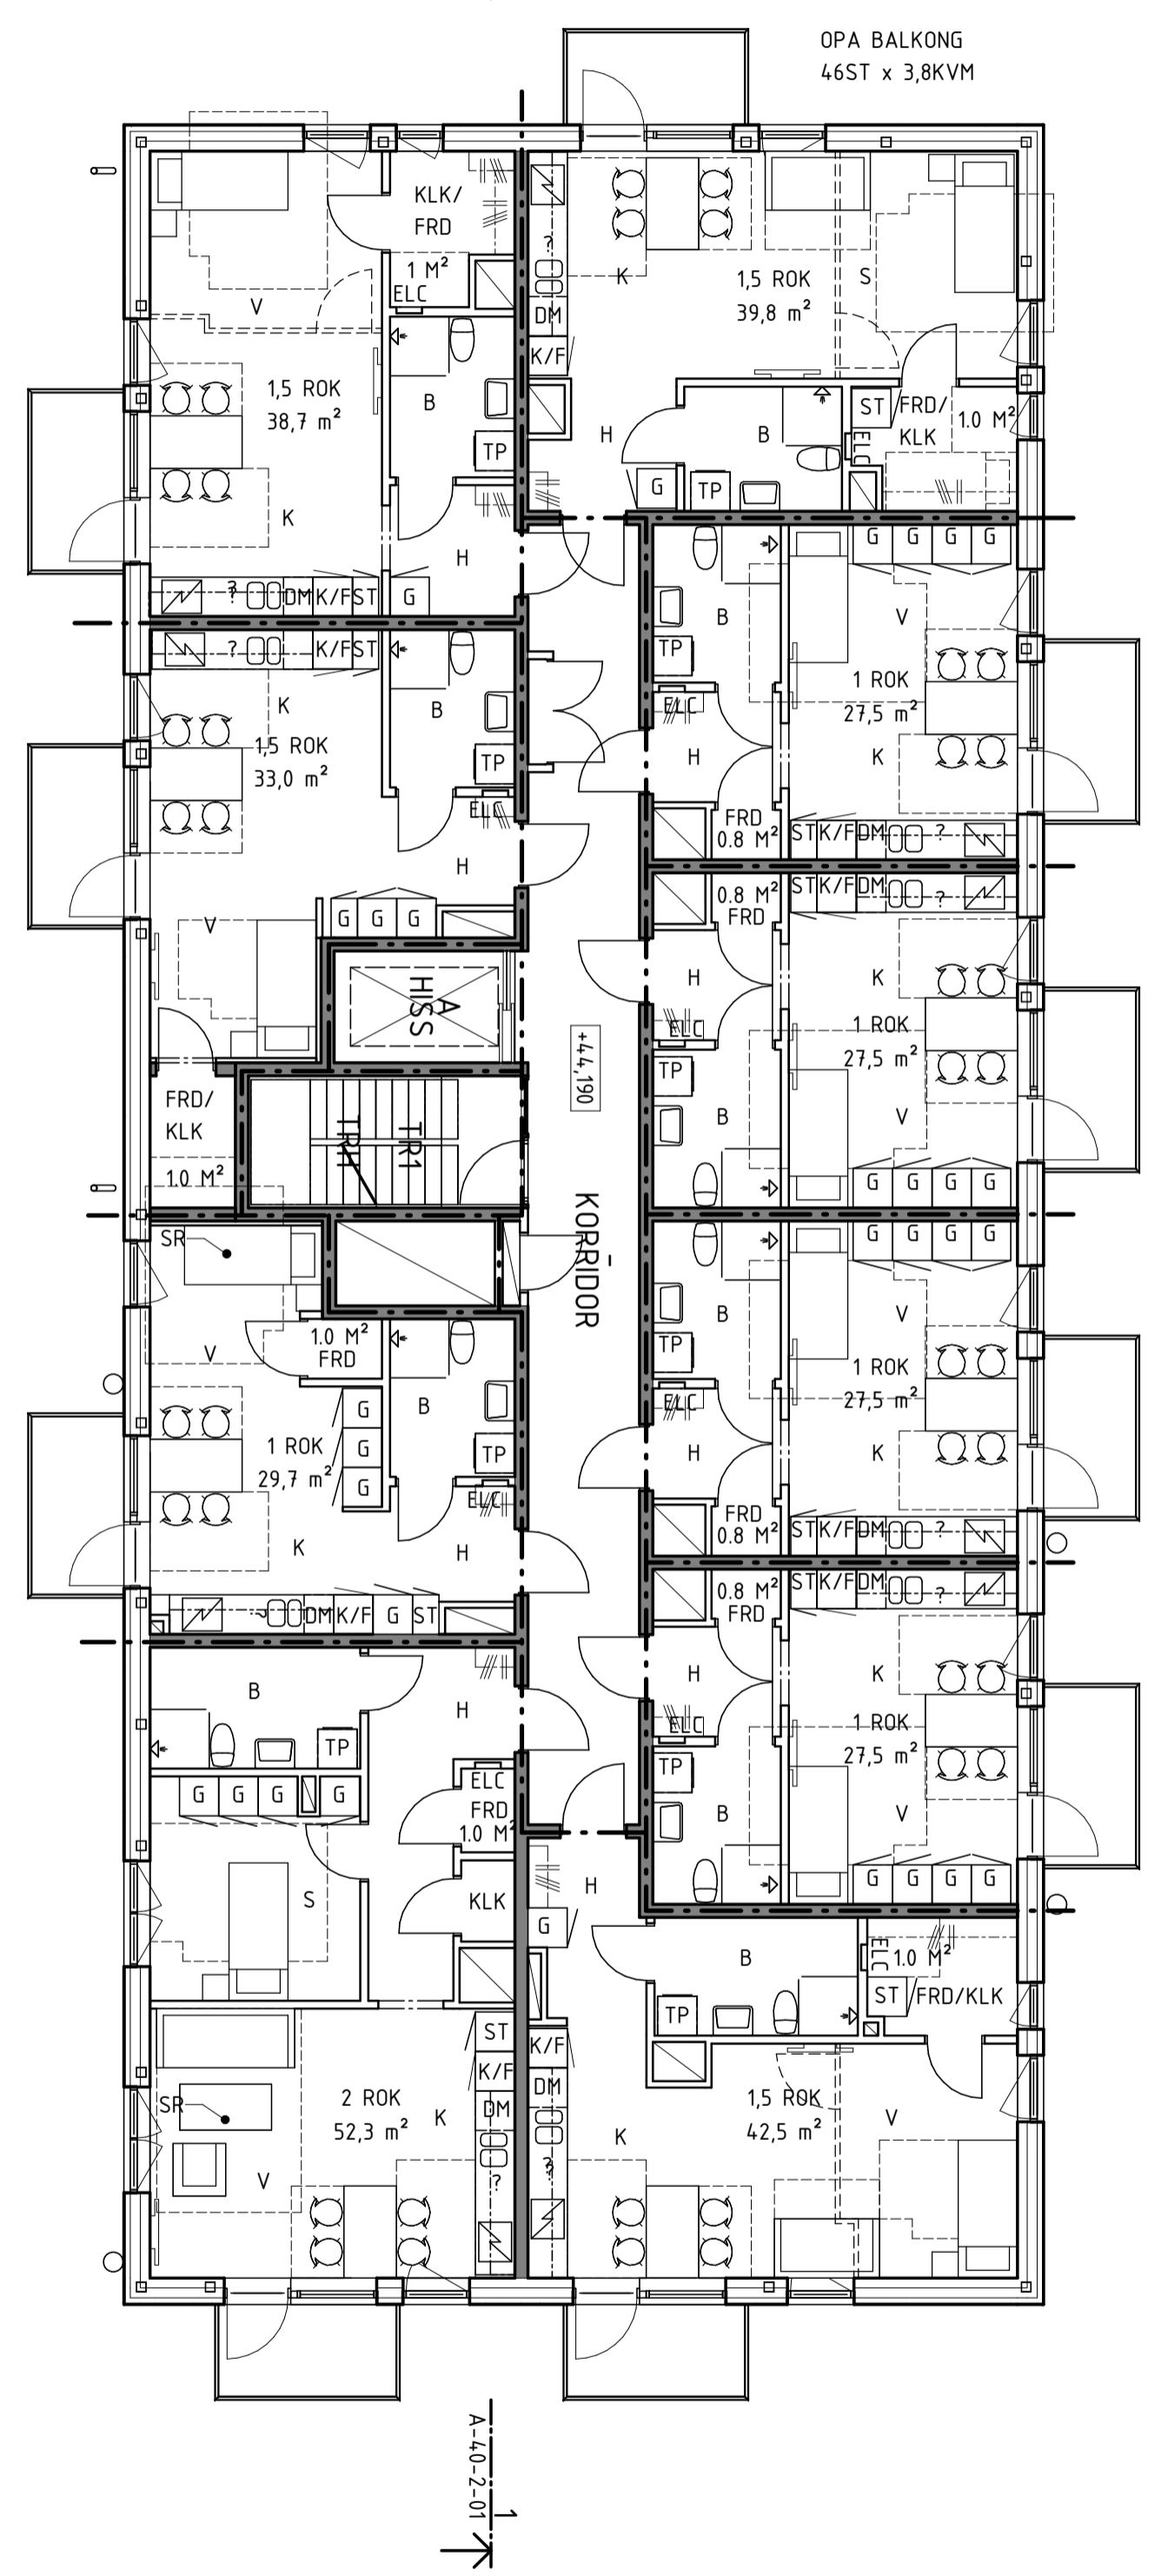 OPA BALKONG
46ST x 3,8KVM
KLK/
FRD
1 M²
ELC
V
1,5 ROK
38,7 m²
B
TP
K
H
? DM K/F ST G
K
?
DM
K/F
1,5 ROK
39,8 m²
S
H
B
G
TP
ST
ELC
FRD/
KLK
1.0 M²
? K/F ST
K
B
1,5 ROK
33,0 m²
TP
ELC
H
G G G
V
A
HISS
FRD/
KLK
1.0 M²
TRH
TR1
+44,190
KORRIDOR
G G G G
B
V
TP
1 ROK
27,5 m²
ELC
H
K
FRD
0.8 M²
ST K/F DM ?
0.8 M²
FRD
ST K/F DM ?
H
K
ELC
1 ROK
27,5 m²
TP
B
V
G G G G
G G G G
B
V
TP
1 ROK
27,5 m²
ELC
H
K
FRD
0.8 M²
ST K/F DM ?
0.8 M²
FRD
ST K/F DM ?
H
K
ELC
1 ROK
27,5 m²
TP
B
V
G G G G
SR
1.0 M²
FRD
V
B
G
G
G
1 ROK
29,7 m²
TP
ELC
K
H
? DM K/F G ST
B
H
TP
G G G G
ELC
FRD
1.0 M²
S
KLK
ST
K/F
DM
?
SR
2 ROK
52,3 m²
K
V
H
G
B
ELC
1.0 M²
ST
FRD/KLK
TP
K/F
DM
?
K
1,5 ROK
42,5 m²
V
1
A-40-2-01